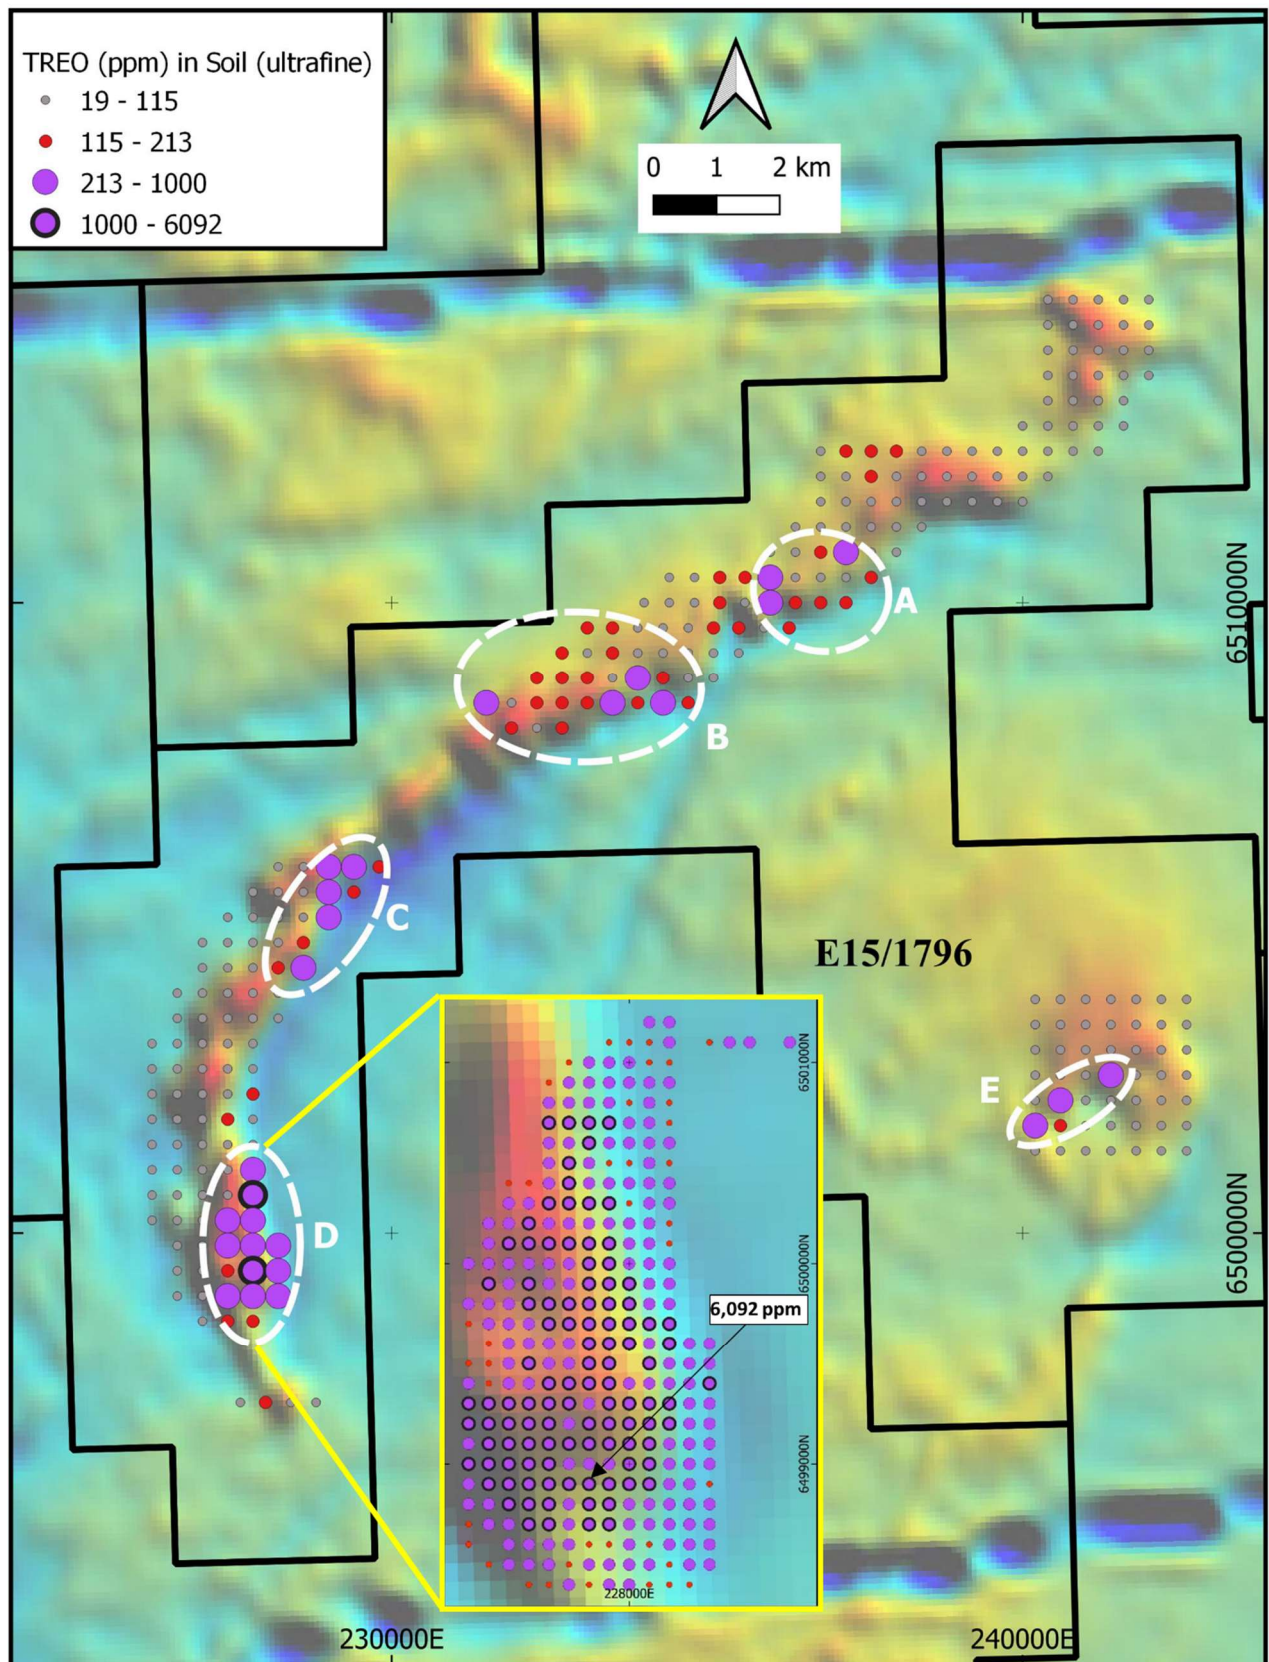 TREO (ppm) in Soil (ultrafine)
19 - 115
115 - 213
213 - 1000
1000 - 6092
0 1 2 km
6510000N
A
B
C
E15/1796
E
D
6501000N
6500000N
6500000N
6,092 ppm
6499000N
228000E
230000E
240000E